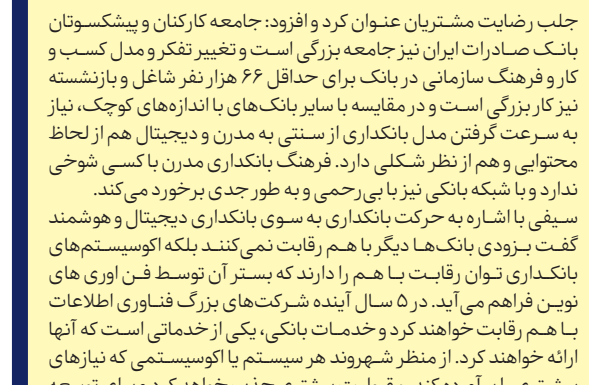 جلب رضایت مشتریان عنوان کرد و افزود: جامعه کارکنان و پیشکسوتان
بانک صادرات ایران نیز جامعه بزرگی است و تغییر تفکر و مدل کسب و
کار و فرهنگ سازمانی در بانک برای حداقل ۶۶ هزار نفر شاغل و بازنشسته
نیز کار بزرگی است و در مقایسه با سایر بانک‌های با اندازه‌های کوچک، نیاز
به سرعت گرفتن مدل بانکداری از سنتی به مدرن و دیجیتال هم از لحاظ
محتوایی و هم از نظر شکلی دارد. فرهنگ بانکداری مدرن با کسی شوخی
ندارد و با شبکه بانکی نیز با بی‌رحمی و به طور جدی برخورد می‌کند.
سیفی با اشاره به حرکت بانکداری به سوی بانکداری دیجیتال و هوشمند
گفت بزودی بانک‌ها دیگر با هم رقابت نمی‌کنند بلکه اکوسیستم‌های
بانکداری توان رقابت با هم را دارند که بستر آن توسط فن اوری های
نوین فراهم می‌آید. در ۵ سال آینده شرکت‌های بزرگ فناوری اطلاعات
با هم رقابت خواهند کرد و خدمات بانکی، یکی از خدماتی است که آنها
ارائه خواهند کرد. از منظر شهروند هر سیستم یا اکوسیستمی که نیازهای